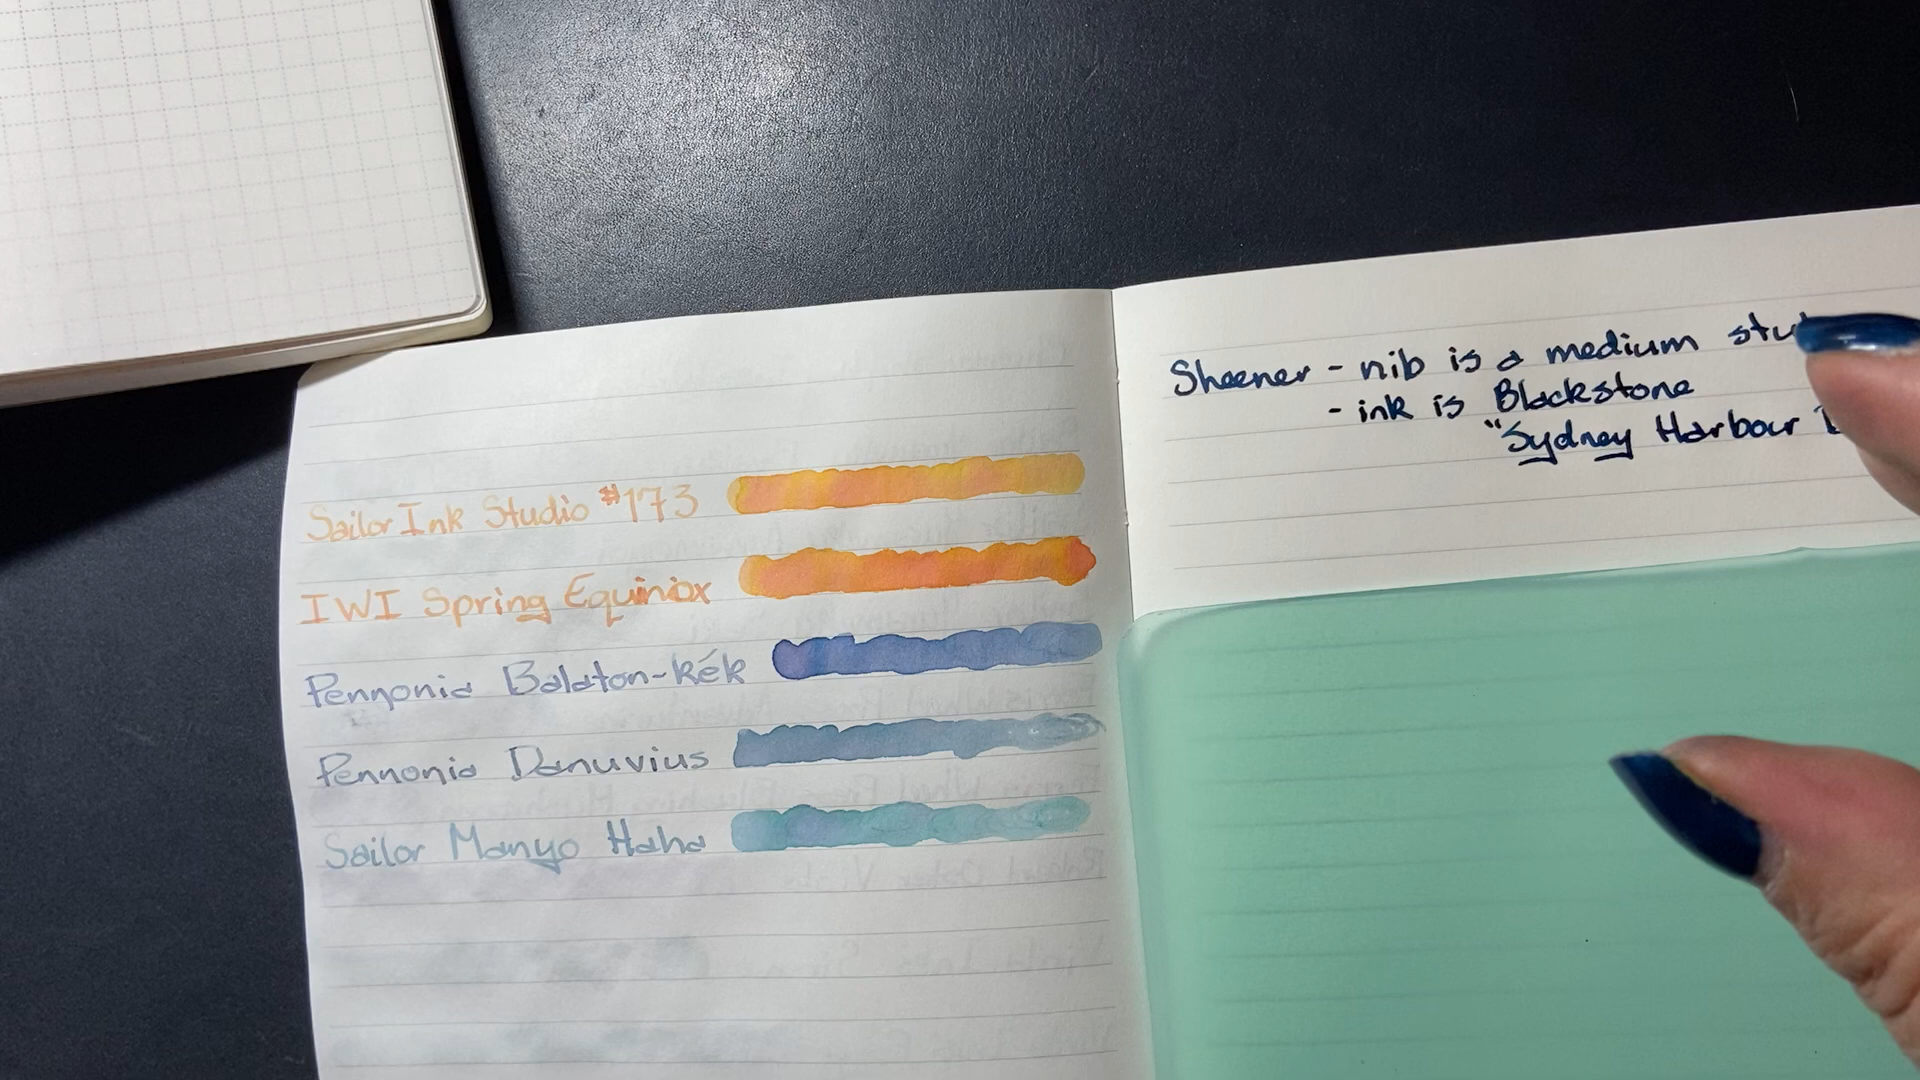 Sailor Ink Studio #173
IWI Spring Equinox
Pennonia Balaton-kék
Pennonia Danuvius
Sailor Manyo Haha
Sheener - nib is a medium
- ink is Blackstone
"Sydney Harbour